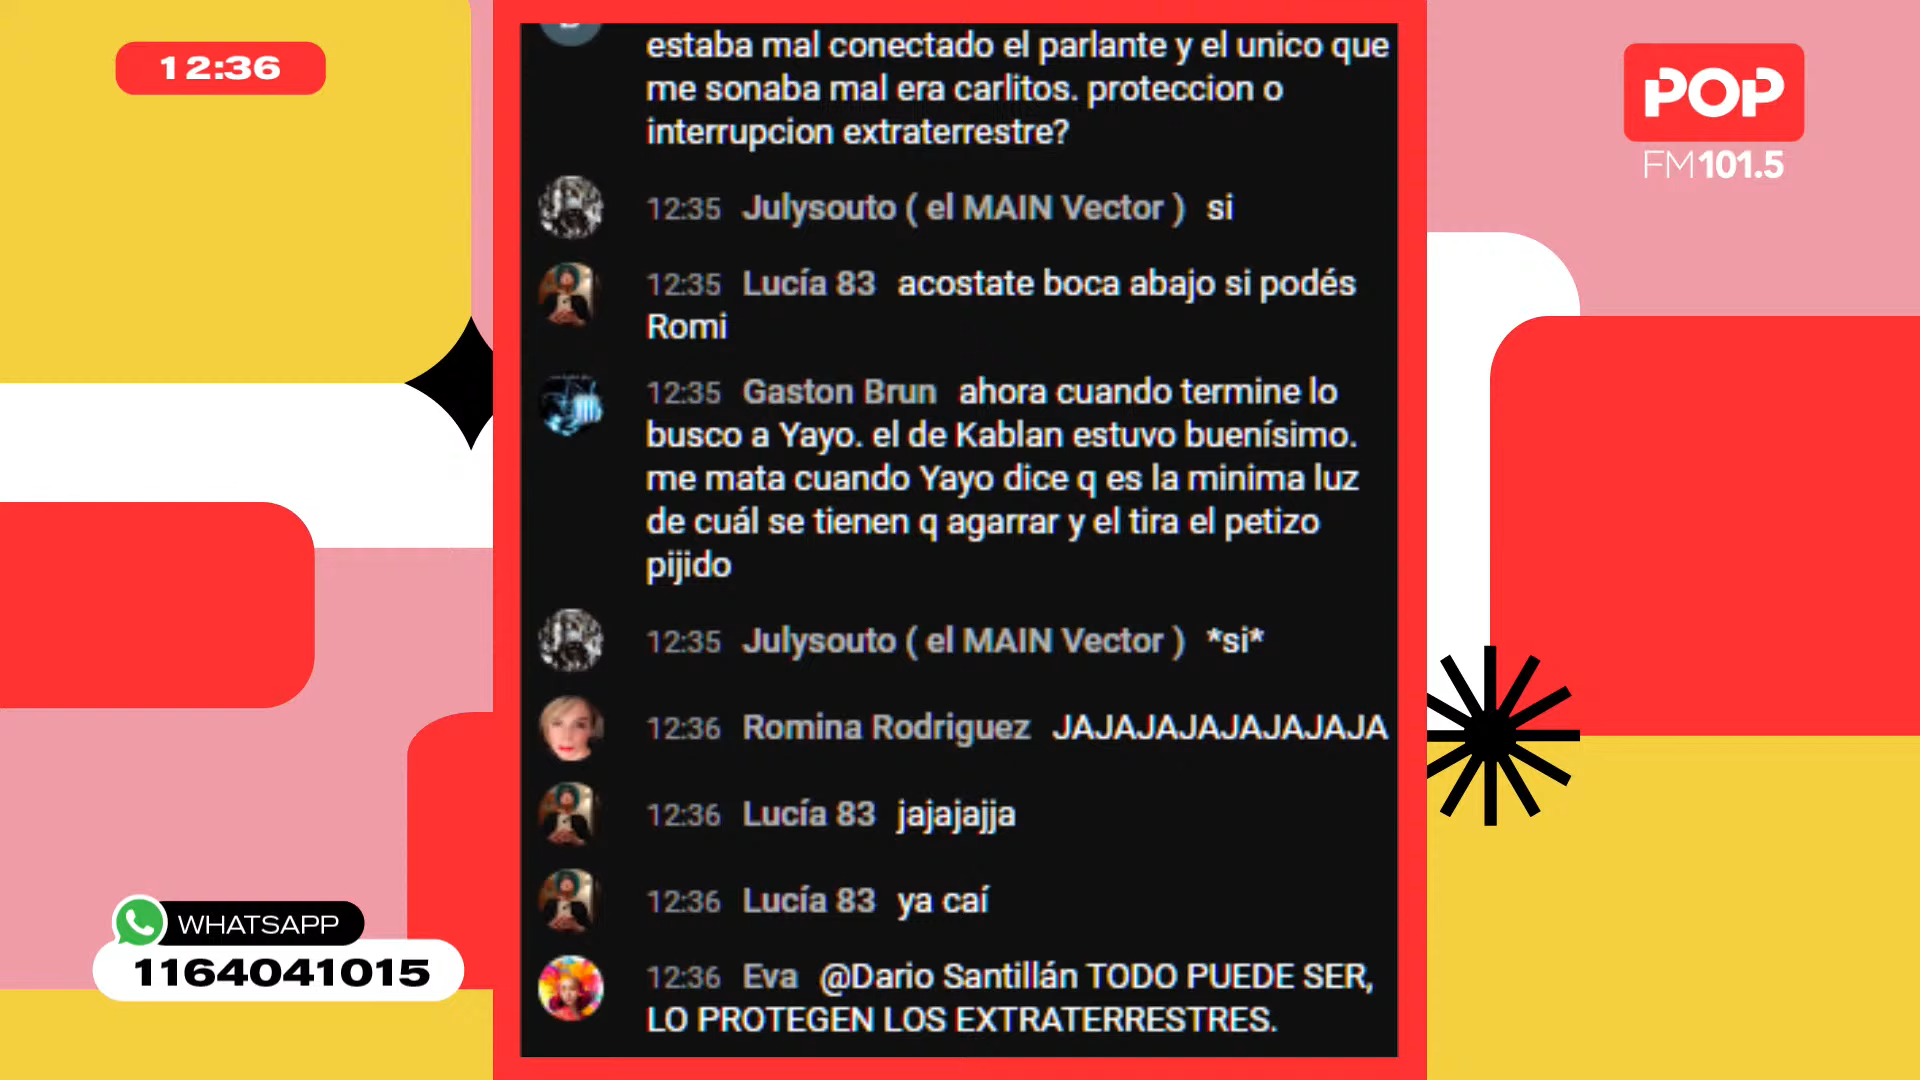 12:36
POP
FM101.5
estaba mal conectado el parlante y el unico que
me sonaba mal era carlitos. proteccion o
interrupcion extraterrestre?
12:35 Julysouto ( el MAIN Vector ) si
12:35 Lucía 83 acostate boca abajo si podés
Romi
12:35 Gaston Brun ahora cuando termine lo
busco a Yayo. el de Kablan estuvo buenísimo.
me mata cuando Yayo dice q es la minima luz
de cuál se tienen q agarrar y el tira el petizo
pijido
12:35 Julysouto ( el MAIN Vector ) *si*
12:36 Romina Rodriguez JAJAJAJAJAJAJAJA
12:36 Lucía 83 jajajajja
12:36 Lucía 83 ya caí
12:36 Eva @Dario Santillán TODO PUEDE SER,
LO PROTEGEN LOS EXTRATERRESTRES.
WHATSAPP
1164041015